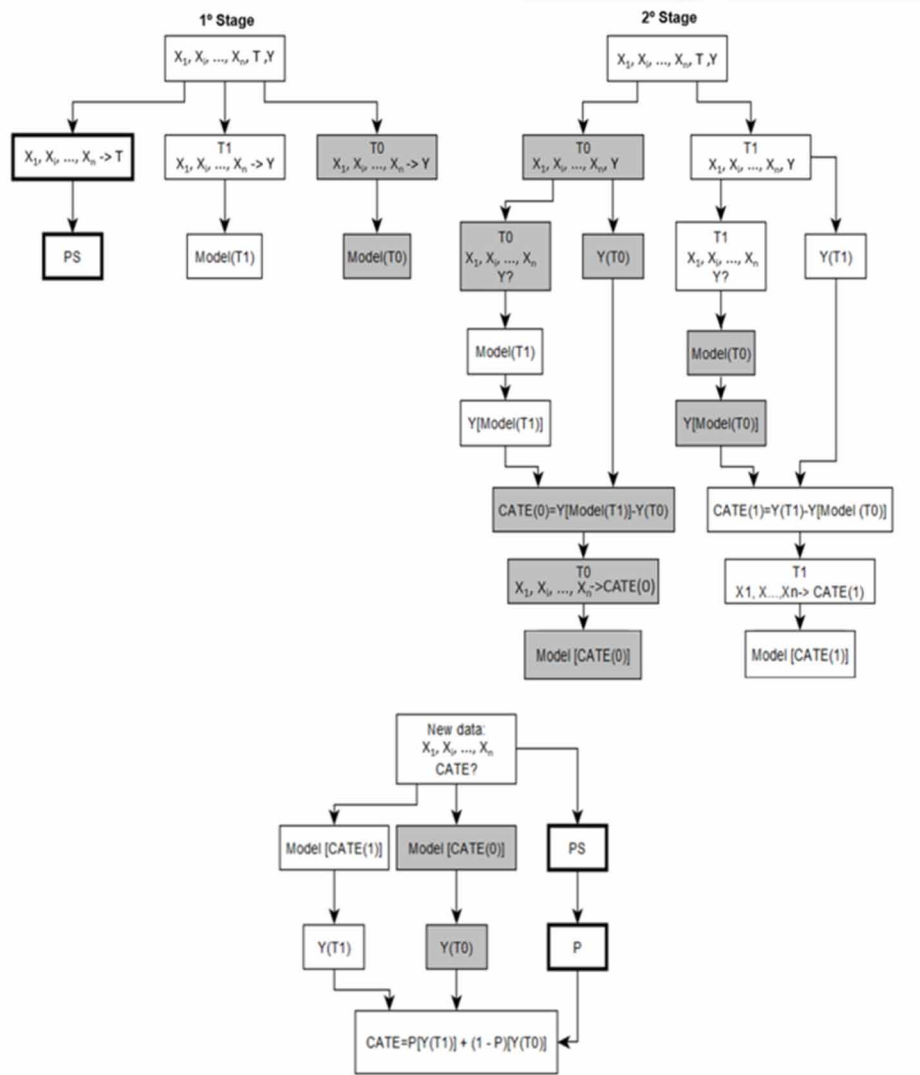 1º Stage
X₁, Xᵢ, ..., Xₙ, T ,Y
X₁, Xᵢ, ..., Xₙ -> T
T1
X₁, Xᵢ, ..., Xₙ -> Y
T0
X₁, Xᵢ, ..., Xₙ -> Y
PS
Model(T1)
Model(T0)
2º Stage
X₁, Xᵢ, ..., Xₙ, T ,Y
T0
X₁, Xᵢ, ..., Xₙ, Y
T1
X₁, Xᵢ, ..., Xₙ, Y
T0
X₁, Xᵢ, ..., Xₙ
Y?
Y(T0)
T1
X₁, Xᵢ, ..., Xₙ
Y?
Y(T1)
Model(T1)
Model(T0)
Y[Model(T1)]
Y[Model(T0)]
CATE(0)=Y[Model(T1)]-Y(T0)
CATE(1)=Y(T1)-Y[Model (T0)]
T0
X₁, Xᵢ, ..., Xₙ->CATE(0)
T1
X1, X...,Xn-> CATE(1)
Model [CATE(0)]
Model [CATE(1)]
New data:
X₁, Xᵢ, ..., Xₙ
CATE?
Model [CATE(1)]
Model [CATE(0)]
PS
Y(T1)
Y(T0)
P
CATE=P[Y(T1)] + (1 - P)[Y(T0)]